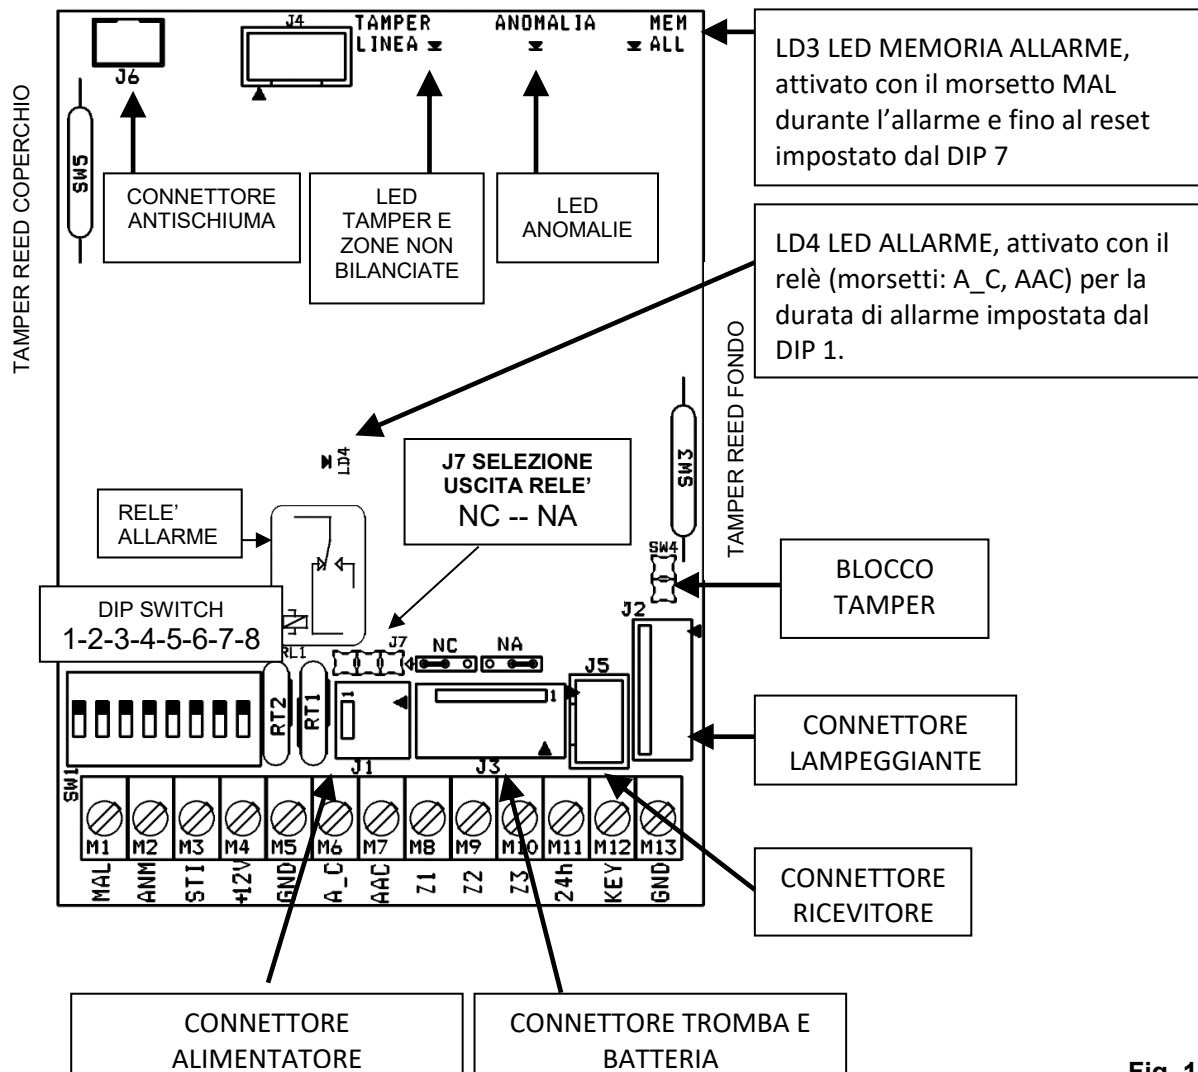 J4
TAMPER
LINEA
ANOMALIA
MEM
ALL
J6
LD3 LED MEMORIA ALLARME,
attivato con il morsetto MAL
durante l’allarme e fino al reset
impostato dal DIP 7
TAMPER REED COPERCHIO
SW5
CONNETTORE
ANTISCHIUMA
LED
TAMPER E
ZONE NON
BILANCIATE
LED
ANOMALIE
LD4 LED ALLARME, attivato con il
relè (morsetti: A_C, AAC) per la
durata di allarme impostata dal
DIP 1.
TAMPER REED FONDO
SW3
LD4
J7 SELEZIONE
USCITA RELE’
NC -- NA
RELE’
ALLARME
SW4
BLOCCO
TAMPER
DIP SWITCH
1-2-3-4-5-6-7-8
RL1
J7
NC
NA
J2
J5
RT2
RT1
1
1
CONNETTORE
LAMPEGGIANTE
SW1
J1
J3
M1
M2
M3
M4
M5
M6
M7
M8
M9
M10
M11
M12
M13
MAL
ANM
STI
+12V
GND
A_C
AAC
Z1
Z2
Z3
24h
KEY
GND
CONNETTORE
RICEVITORE
CONNETTORE
ALIMENTATORE
CONNETTORE TROMBA E
BATTERIA
Fig. 1